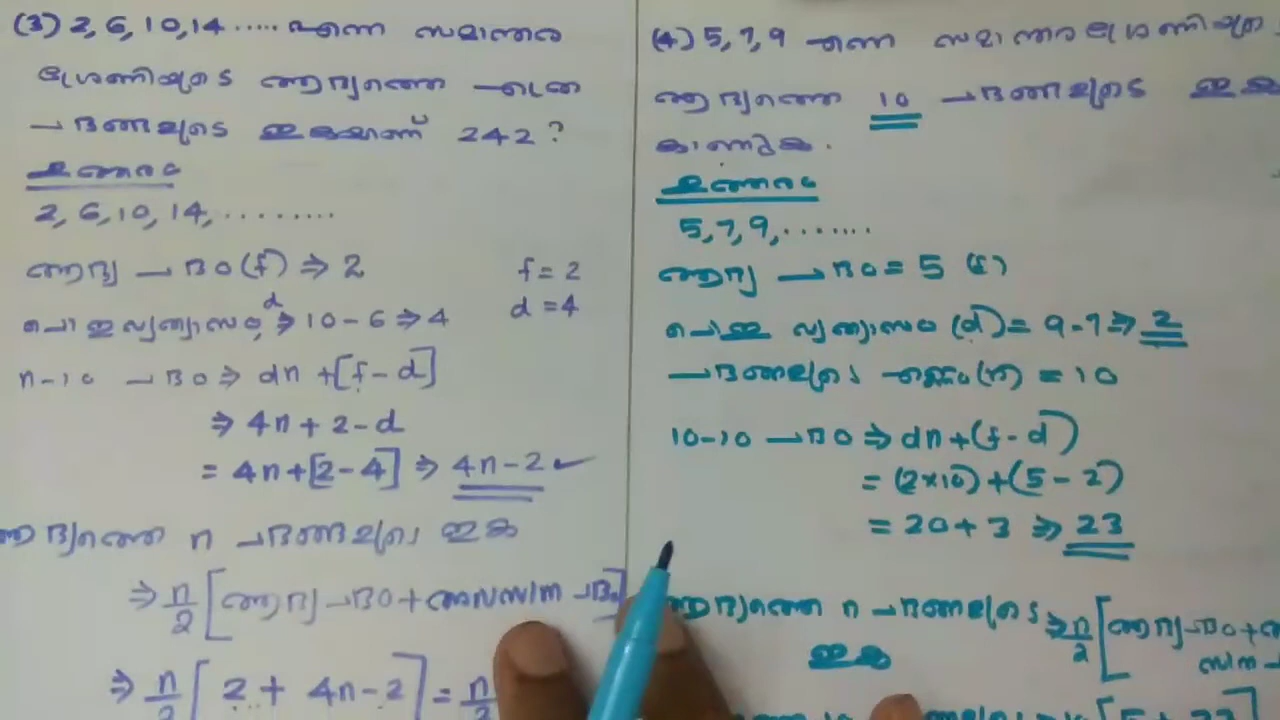 (3) 2, 6, 10, 14 ..... എന്ന സമാന്തര
ശ്രേണിയുടെ ആദ്യത്തെ എത്ര
പദങ്ങളുടെ തുകയാണ് 242?
ഉത്തരം
2, 6, 10, 14, .........
ആദ്യ പദം (f) ⇒ 2
f = 2
പൊതുവ്യത്യാസം, d ⇒ 10 - 6 ⇒ 4
d = 4
n-ാം പദം ⇒ dn + [f - d]
⇒ 4n + 2 - d
= 4n + [2 - 4] ⇒ 4n - 2 ✓
ആദ്യത്തെ n പദങ്ങളുടെ തുക
⇒ n/2 [ആദ്യ പദം + അവസാന പദം]
⇒ n/2 [2 + 4n - 2] = n
(4) 5, 7, 9 എന്ന സമാന്തരശ്രേണിയുടെ
ആദ്യത്തെ 10 പദങ്ങളുടെ തുക
കാണുക.
ഉത്തരം
5, 7, 9, .......
ആദ്യ പദം = 5 (f)
പൊതു വ്യത്യാസം (d) = 9 - 7 ⇒ 2
പദങ്ങളുടെ എണ്ണം (n) = 10
10-ാം പദം ⇒ dn + (f - d)
= (2×10) + (5 - 2)
= 20 + 3 ⇒ 23
ആദ്യത്തെ n പദങ്ങളുടെ ⇒ n/2 [ആദ്യ പദം +
തുക